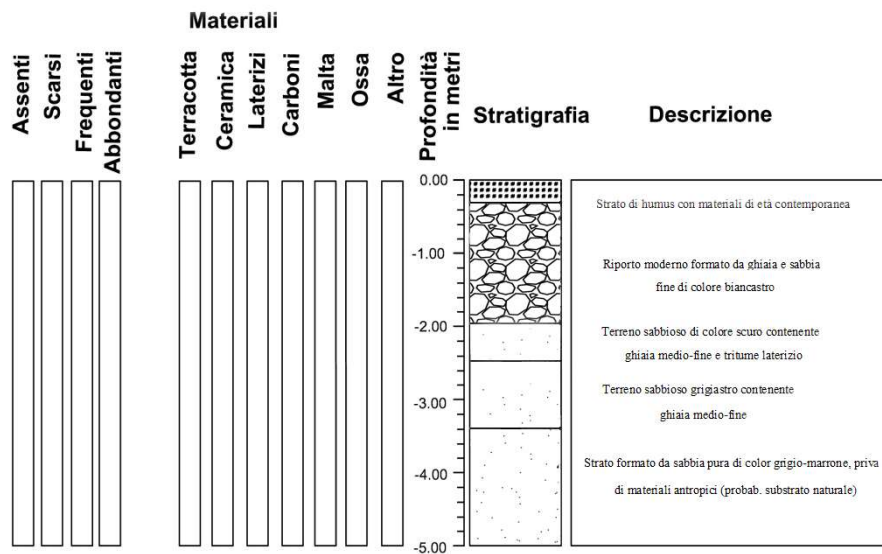 Materiali
Assenti
Scarsi
Frequenti
Abbondanti
Terracotta
Ceramica
Laterizi
Carboni
Malta
Ossa
Altro
Profondità
in metri
Stratigrafia
Descrizione
0.00
-1.00
-2.00
-3.00
-4.00
-5.00
Strato di humus con materiali di età contemporanea
Riporto moderno formato da ghiaia e sabbia
fine di colore biancastro
Terreno sabbioso di colore scuro contenente
ghiaia medio-fine e tritume laterizio
Terreno sabbioso grigiastro contenente
ghiaia medio-fine
Strato formato da sabbia pura di color grigio-marrone, priva
di materiali antropici (probab. substrato naturale)